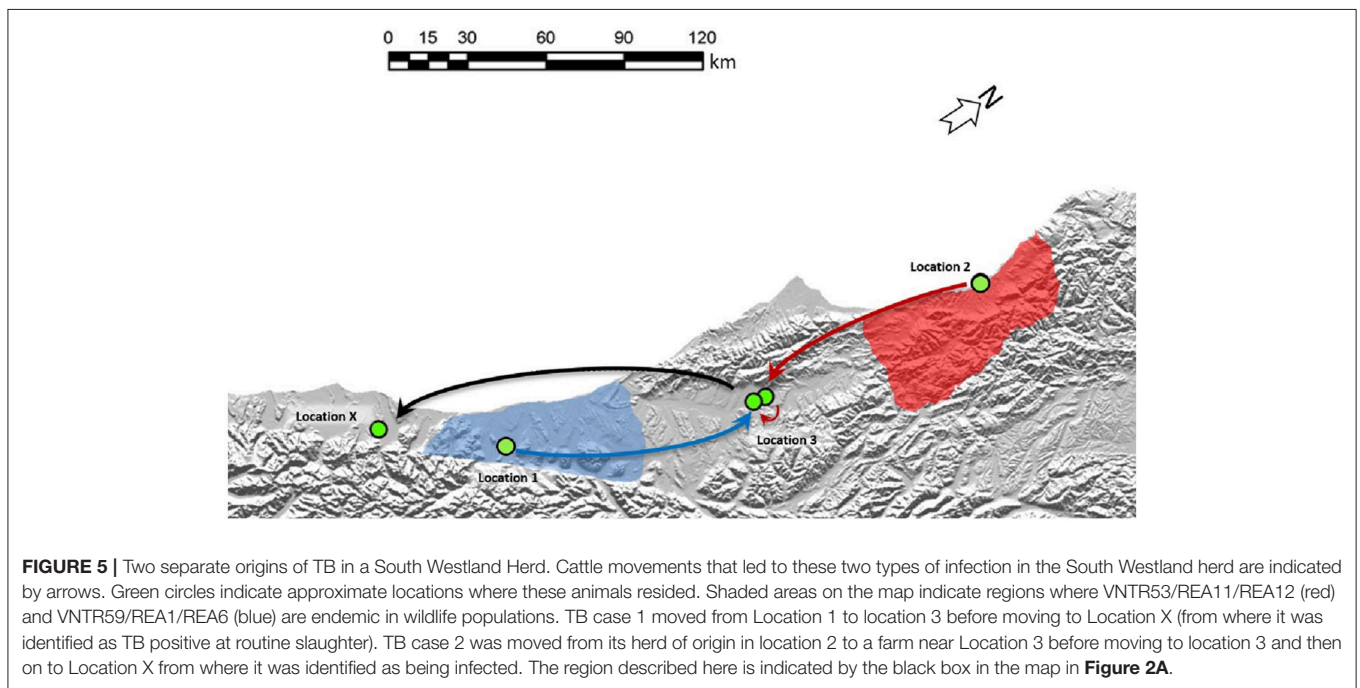 0 15 30 60 90 120
km
N
Location 2
Location X
Location 3
Location 1
FIGURE 5 | Two separate origins of TB in a South Westland Herd. Cattle movements that led to these two types of infection in the South Westland herd are indicated
by arrows. Green circles indicate approximate locations where these animals resided. Shaded areas on the map indicate regions where VNTR53/REA11/REA12 (red)
and VNTR59/REA1/REA6 (blue) are endemic in wildlife populations. TB case 1 moved from Location 1 to location 3 before moving to Location X (from where it was
identified as TB positive at routine slaughter). TB case 2 was moved from its herd of origin in location 2 to a farm near Location 3 before moving to location 3 and then
on to Location X from where it was identified as being infected. The region described here is indicated by the black box in the map in Figure 2A.